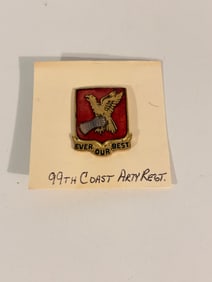 EVER OUR BEST
99TH COAST ARTY REGT.